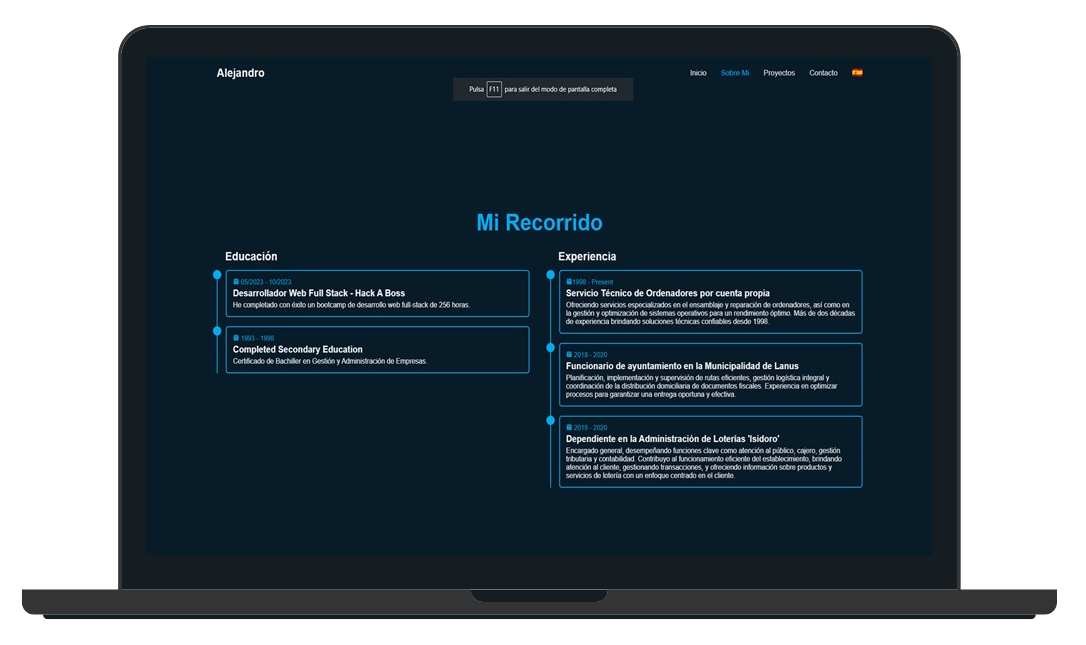 Alejandro
Inicio Sobre Mi Proyectos Contacto
Pulsa F11 para salir del modo de pantalla completa
Mi Recorrido
Educación
05/2023 - 10/2023
Desarrollador Web Full Stack - Hack A Boss
He completado con éxito un bootcamp de desarrollo web full-stack de 256 horas.
1993 - 1998
Completed Secondary Education
Certificado de Bachiller en Gestión y Administración de Empresas.
Experiencia
1998 - Present
Servicio Técnico de Ordenadores por cuenta propia
Ofreciendo servicios especializados en el ensamblaje y reparación de ordenadores, así como en
la gestión y optimización de sistemas operativos para un rendimiento óptimo. Más de dos décadas
de experiencia brindando soluciones técnicas confiables desde 1998.
2018 - 2020
Funcionario de ayuntamiento en la Municipalidad de Lanus
Planificación, implementación y supervisión de rutas eficientes, gestión logística integral y
coordinación de la distribución domiciliaria de documentos fiscales. Experiencia en optimizar
procesos para garantizar una entrega oportuna y efectiva.
2018 - 2020
Dependiente en la Administración de Loterías 'Isidoro'
Encargado general, desempeñando funciones clave como atención al público, cajero, gestión
tributaria y contabilidad. Contribuyo al funcionamiento eficiente del establecimiento, brindando
atención al cliente, gestionando transacciones, y ofreciendo información sobre productos y
servicios de lotería con un enfoque centrado en el cliente.